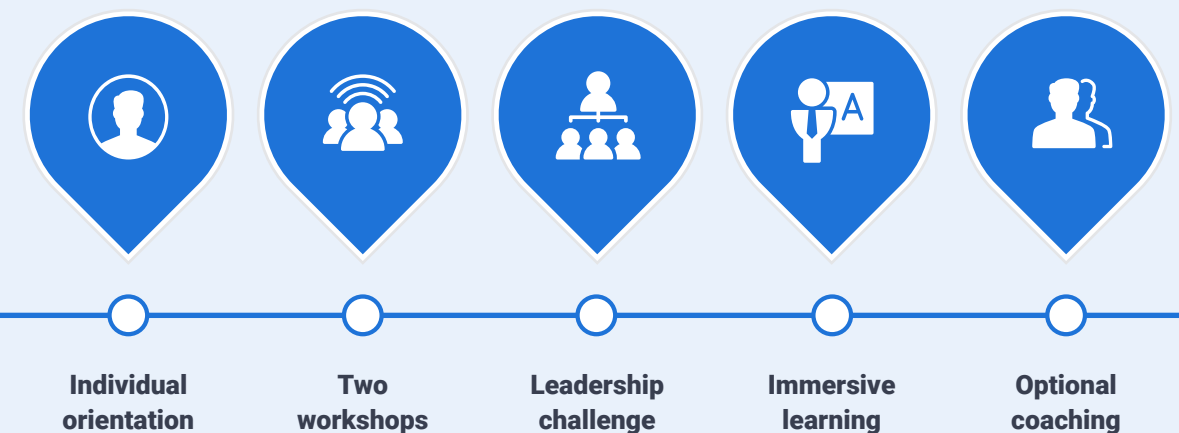 A
Individual
orientation
Two
workshops
Leadership
challenge
Immersive
learning
Optional
coaching